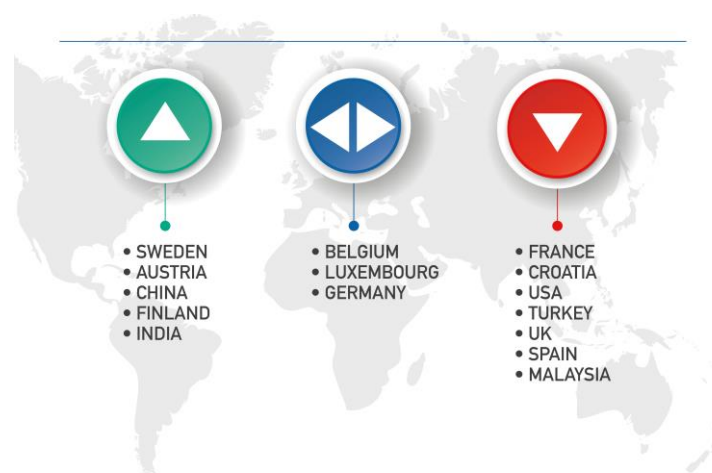 • SWEDEN
• AUSTRIA
• CHINA
• FINLAND
• INDIA
• BELGIUM
• LUXEMBOURG
• GERMANY
• FRANCE
• CROATIA
• USA
• TURKEY
• UK
• SPAIN
• MALAYSIA